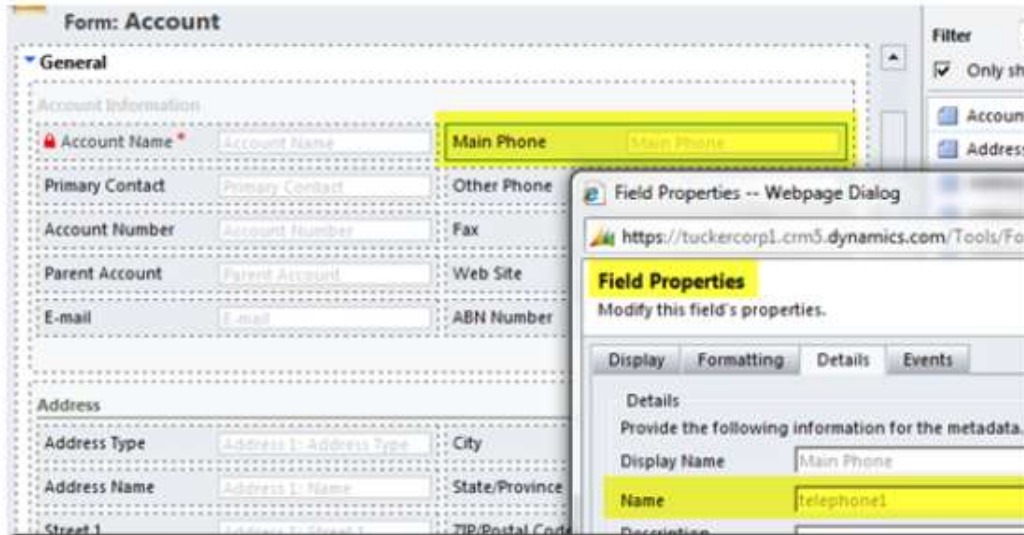 Form: Account
General
Account Information
Account Name * Account Name Main Phone Main Phone
Primary Contact Primary Contact Other Phone
Account Number Account Number Fax
Parent Account Parent Account Web Site
E-mail E-mail ABN Number
Address
Address Type Address 1: Address Type City
Address Name Address 1: Name State/Province
Street 1 Address 1: Street 1 ZIP/Postal Code
Filter
Only sh
Accoun
Address
Field Properties -- Webpage Dialog
https://tuckercorp1.crm5.dynamics.com/Tools/Fo
Field Properties
Modify this field's properties.
Display Formatting Details Events
Details
Provide the following information for the metadata.
Display Name Main Phone
Name telephone1
Description